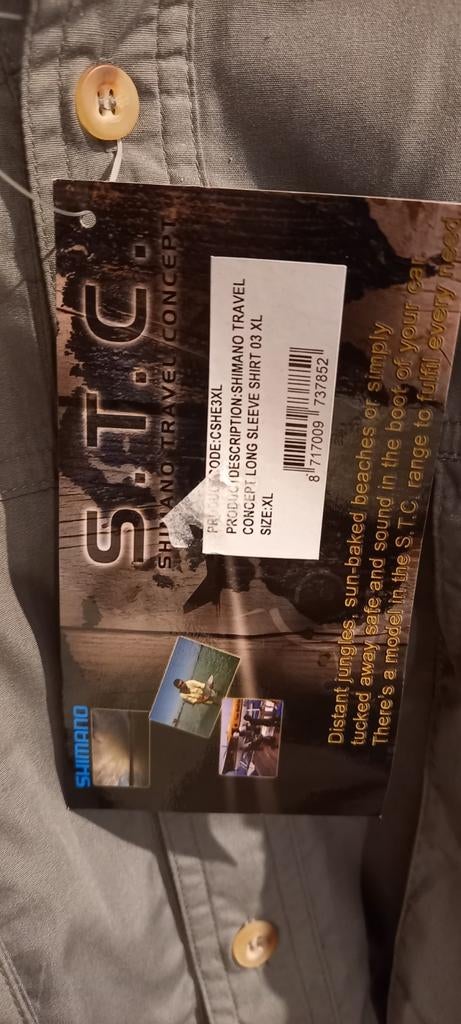 SHIMANO
S.T.C.
SHIMANO TRAVEL CONCEPT
PRODUCT CODE:CSHE3XL
PRODUCT DESCRIPTION:SHIMANO TRAVEL
CONCEPT LONG SLEEVE SHIRT 03 XL
SIZE:XL
8 717009 737852
Distant jungles, sun-baked beaches or simply
tucked away safe and sound in the boot of your car.
There's a model in the S.T.C. range to fulfil every need